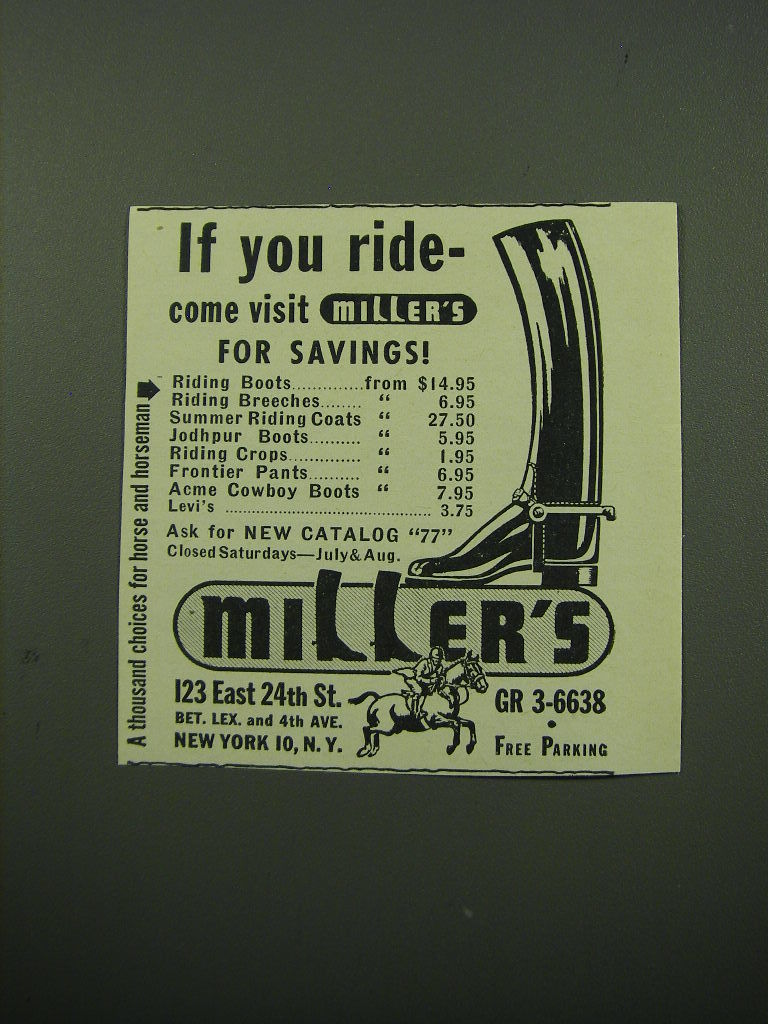 If you ride-
come visit MILLER'S
FOR SAVINGS!
Riding Boots.............from $14.95
Riding Breeches........ “ 6.95
Summer Riding Coats “ 27.50
Jodhpur Boots.......... “ 5.95
Riding Crops.............. “ 1.95
Frontier Pants.......... “ 6.95
Acme Cowboy Boots “ 7.95
Levi's ........................................ 3.75
Ask for NEW CATALOG “77”
Closed Saturdays—July & Aug.
A thousand choices for horse and horseman
MILLER'S
123 East 24th St.
BET. LEX. and 4th AVE.
NEW YORK 10, N. Y.
GR 3-6638
•
FREE PARKING